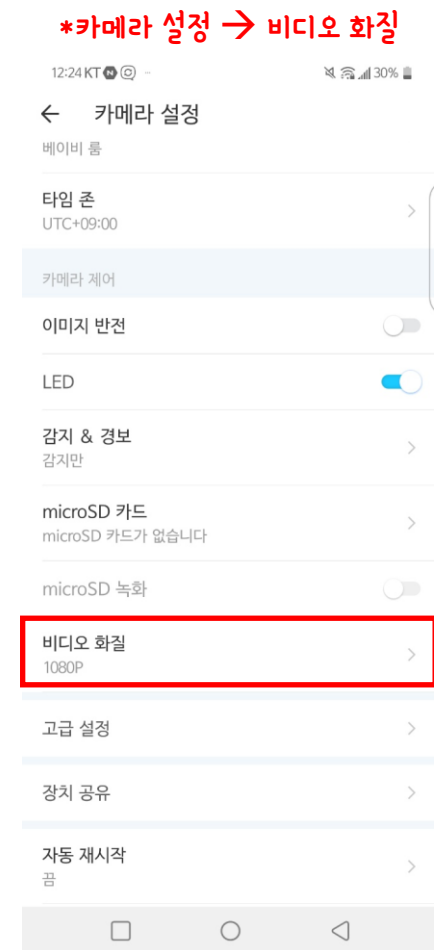 *카메라 설정 → 비디오 화질
12:24 KT 30%
← 카메라 설정
베이비 룸
타임 존
UTC+09:00
카메라 제어
이미지 반전
LED
감지 & 경보
감지만
microSD 카드
microSD 카드가 없습니다
microSD 녹화
비디오 화질
1080P
고급 설정
장치 공유
자동 재시작
끔